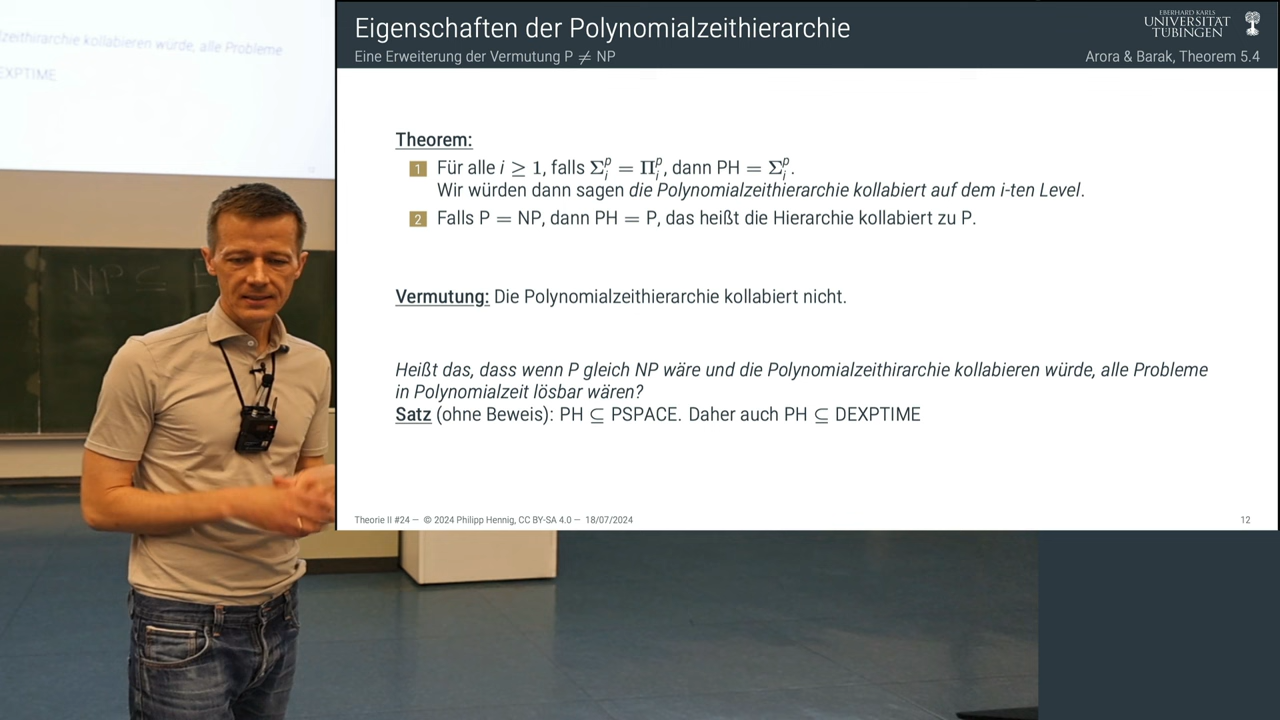 zeithirarchie kollabieren würde, alle Probleme
EXPTIME
NP ⊆ E
Eigenschaften der Polynomialzeithierarchie
Eine Erweiterung der Vermutung P ≠ NP
EBERHARD KARLS
UNIVERSITÄT
TÜBINGEN
Arora & Barak, Theorem 5.4
Theorem:
1 Für alle i ≥ 1, falls Σᵢᵖ = Πᵢᵖ, dann PH = Σᵢᵖ.
Wir würden dann sagen die Polynomialzeithierarchie kollabiert auf dem i-ten Level.
2 Falls P = NP, dann PH = P, das heißt die Hierarchie kollabiert zu P.
Vermutung: Die Polynomialzeithierarchie kollabiert nicht.
Heißt das, dass wenn P gleich NP wäre und die Polynomialzeithirarchie kollabieren würde, alle Probleme
in Polynomialzeit lösbar wären?
Satz (ohne Beweis): PH ⊆ PSPACE. Daher auch PH ⊆ DEXPTIME
Theorie II #24 — © 2024 Philipp Hennig, CC BY-SA 4.0 — 18/07/2024
12